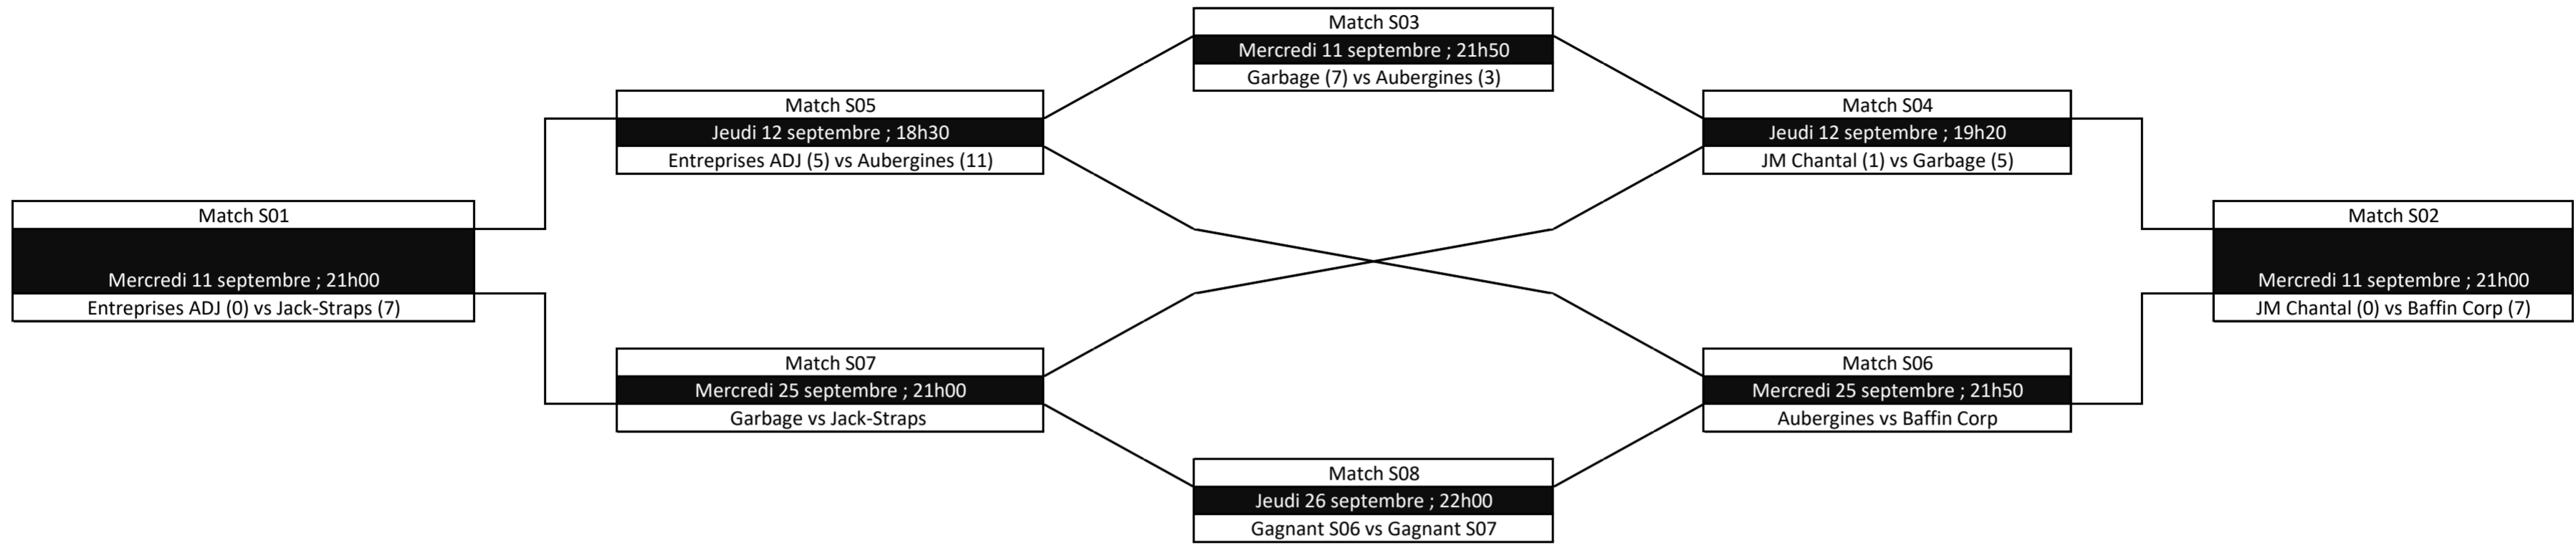 Match S03
Mercredi 11 septembre ; 21h50
Garbage (7) vs Aubergines (3)
Match S05
Jeudi 12 septembre ; 18h30
Entreprises ADJ (5) vs Aubergines (11)
Match S04
Jeudi 12 septembre ; 19h20
JM Chantal (1) vs Garbage (5)
Match S01
Mercredi 11 septembre ; 21h00
Entreprises ADJ (0) vs Jack-Straps (7)
Match S02
Mercredi 11 septembre ; 21h00
JM Chantal (0) vs Baffin Corp (7)
Match S07
Mercredi 25 septembre ; 21h00
Garbage vs Jack-Straps
Match S06
Mercredi 25 septembre ; 21h50
Aubergines vs Baffin Corp
Match S08
Jeudi 26 septembre ; 22h00
Gagnant S06 vs Gagnant S07